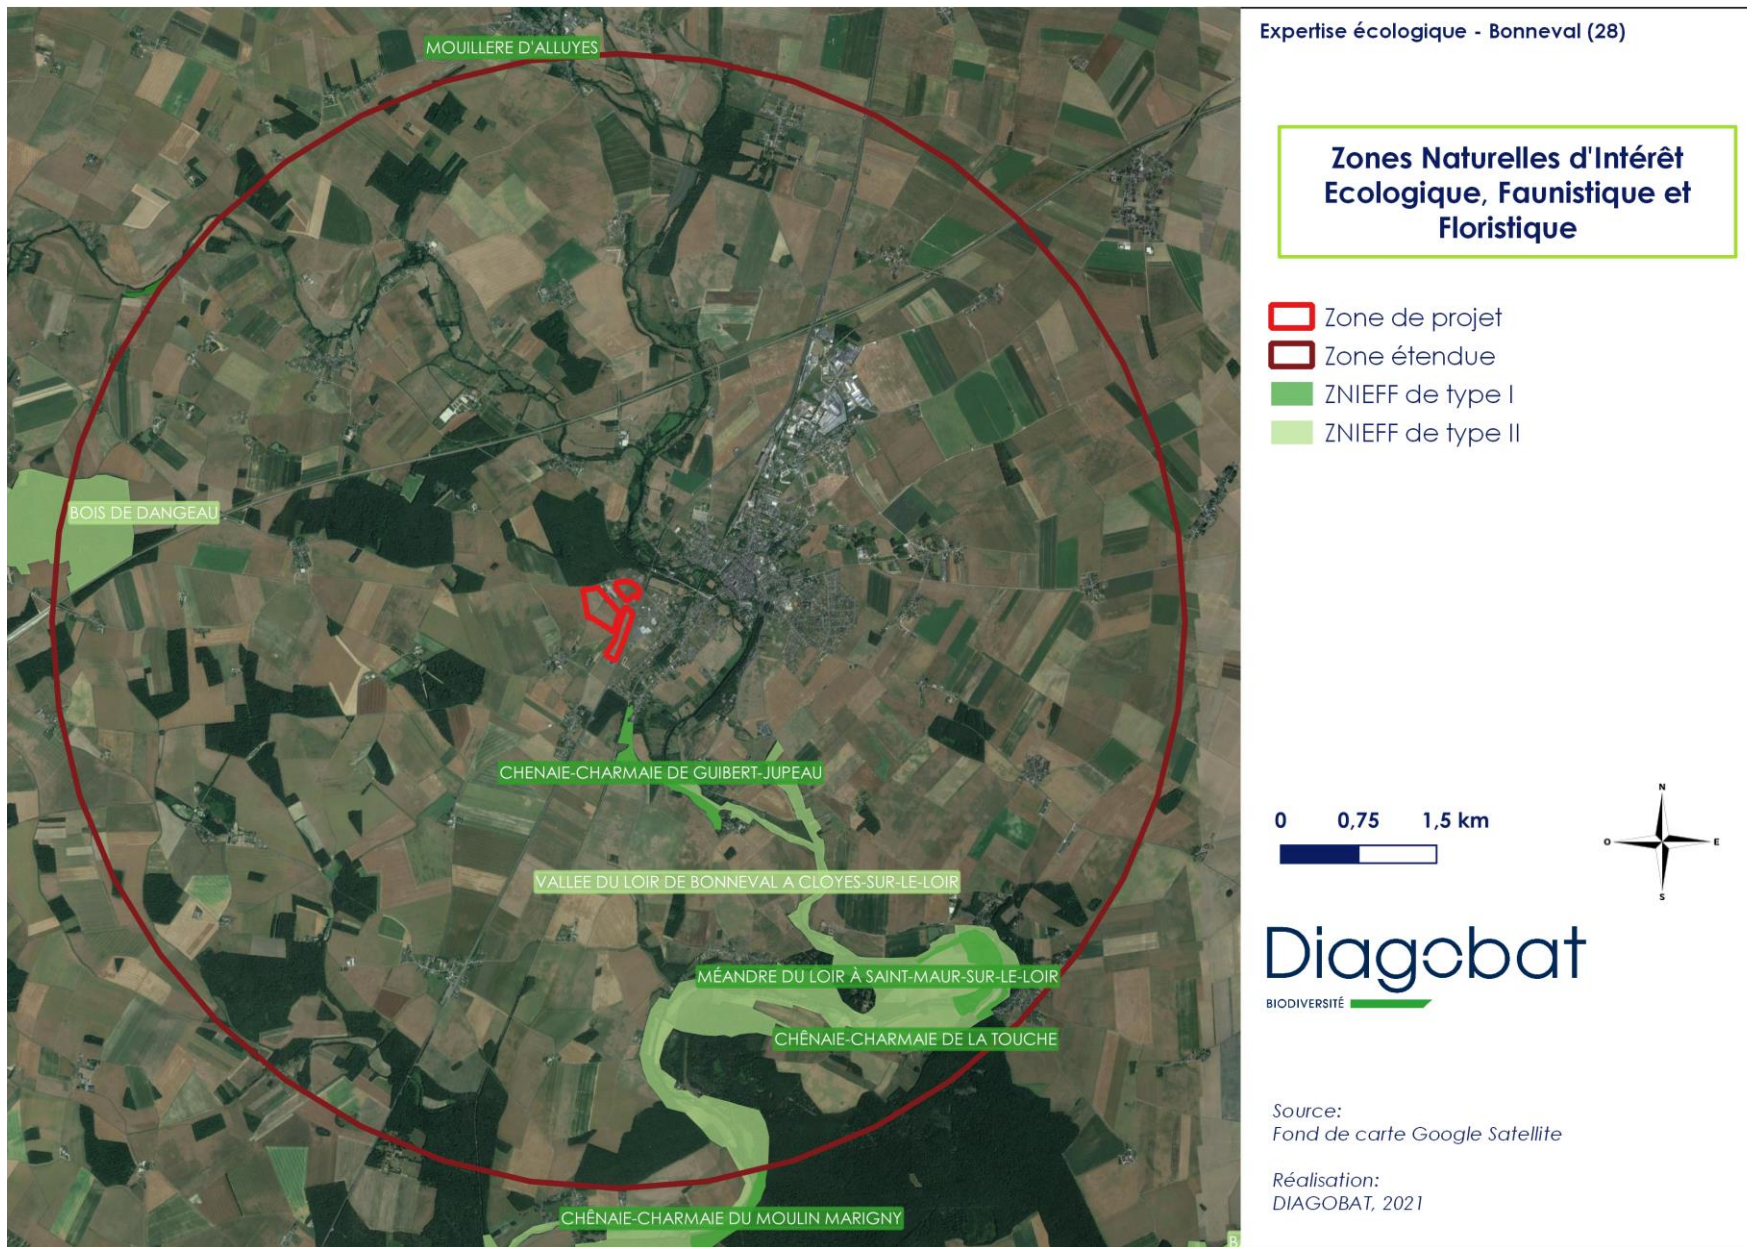 MOUILLERE D'ALLUYES
BOIS DE DANGEAU
CHENAIE-CHARMAIE DE GUIBERT-JUPEAU
VALLEE DU LOIR DE BONNEVAL A CLOYES-SUR-LE-LOIR
MÉANDRE DU LOIR À SAINT-MAUR-SUR-LE-LOIR
CHÊNAIE-CHARMAIE DE LA TOUCHE
CHÊNAIE-CHARMAIE DU MOULIN MARIGNY
B
Expertise écologique - Bonneval (28)
Zones Naturelles d'Intérêt
Ecologique, Faunistique et
Floristique
Zone de projet
Zone étendue
ZNIEFF de type I
ZNIEFF de type II
0 0,75 1,5 km
N
O E
S
Diagobat
BIODIVERSITÉ
Source:
Fond de carte Google Satellite
Réalisation:
DIAGOBAT, 2021